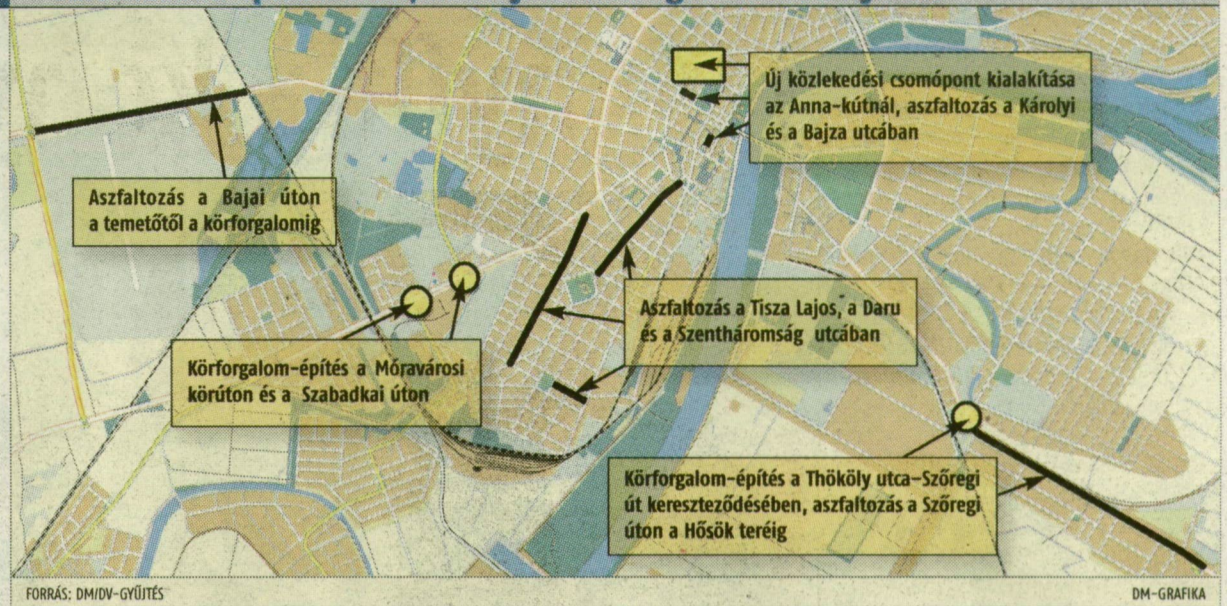 Új közlekedési csomópont kialakítása
az Anna-kútnál, aszfaltozás a Károlyi
és a Bajza utcában
Aszfaltozás a Bajai úton
a temetőtől a körforgalomig
Aszfaltozás a Tisza Lajos, a Daru
és a Szentháromság utcában
Körforgalom-építés a Móravárosi
körúton és a Szabadkai úton
Körforgalom-építés a Thököly utca-Szőregi
út kereszteződésében, aszfaltozás a Szőregi
úton a Hősök teréig
FORRÁS: DM/DV-GYŰJTÉS
DM-GRAFIKA